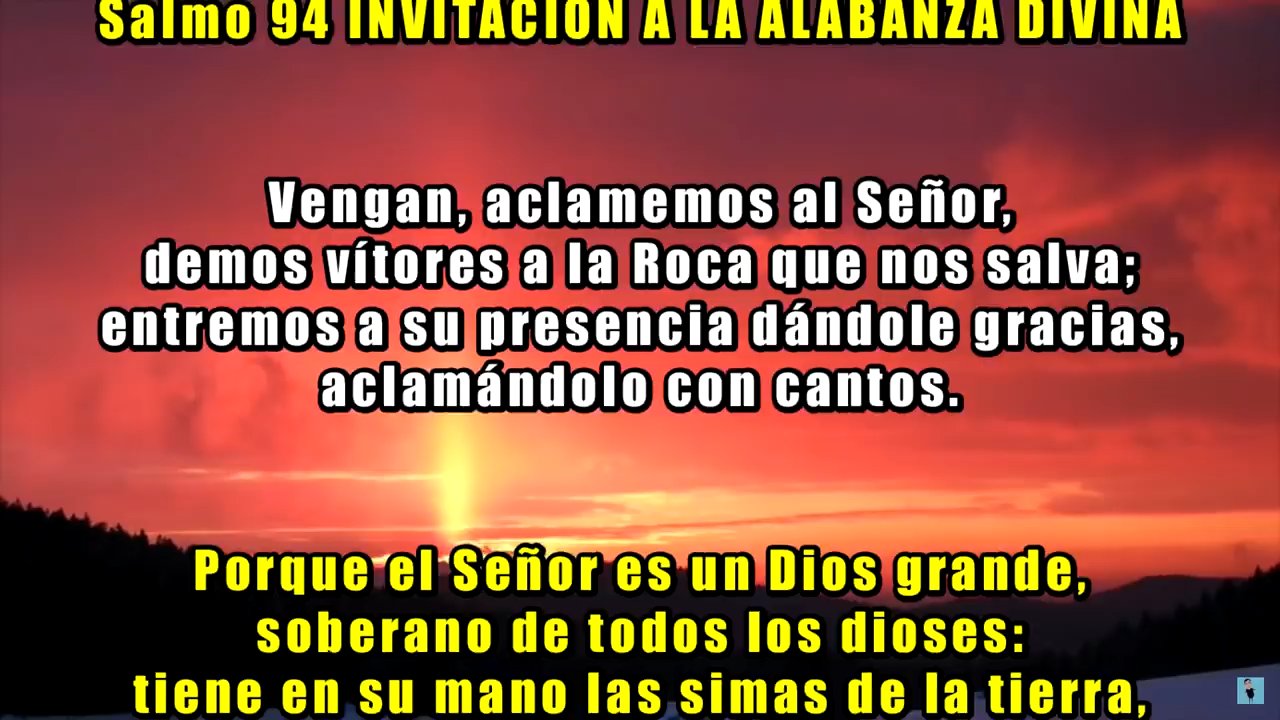 Salmo 94 INVITACIÓN A LA ALABANZA DIVINA
Vengan, aclamemos al Señor,
demos vítores a la Roca que nos salva;
entremos a su presencia dándole gracias,
aclamándolo con cantos.
Porque el Señor es un Dios grande,
soberano de todos los dioses:
tiene en su mano las simas de la tierra,